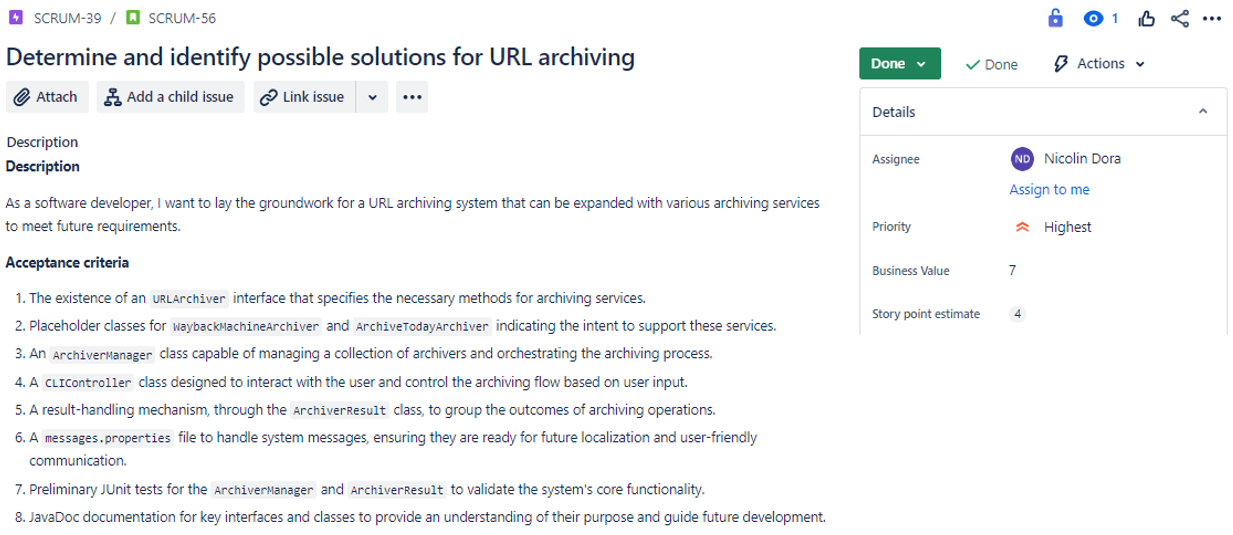 SCRUM-39 / SCRUM-56
1
Determine and identify possible solutions for URL archiving
Attach
Add a child issue
Link issue
Description
Description
As a software developer, I want to lay the groundwork for a URL archiving system that can be expanded with various archiving services
to meet future requirements.
Acceptance criteria
1. The existence of an URLArchiver interface that specifies the necessary methods for archiving services.
2. Placeholder classes for WaybackMachineArchiver and ArchiveTodayArchiver indicating the intent to support these services.
3. An ArchiverManager class capable of managing a collection of archivers and orchestrating the archiving process.
4. A CLIController class designed to interact with the user and control the archiving flow based on user input.
5. A result-handling mechanism, through the ArchiverResult class, to group the outcomes of archiving operations.
6. A messages.properties file to handle system messages, ensuring they are ready for future localization and user-friendly
communication.
7. Preliminary JUnit tests for the ArchiverManager and ArchiverResult to validate the system's core functionality.
8. JavaDoc documentation for key interfaces and classes to provide an understanding of their purpose and guide future development.
Done
Done
Actions
Details
Assignee
ND Nicolin Dora
Assign to me
Priority
Highest
Business Value
7
Story point estimate
4